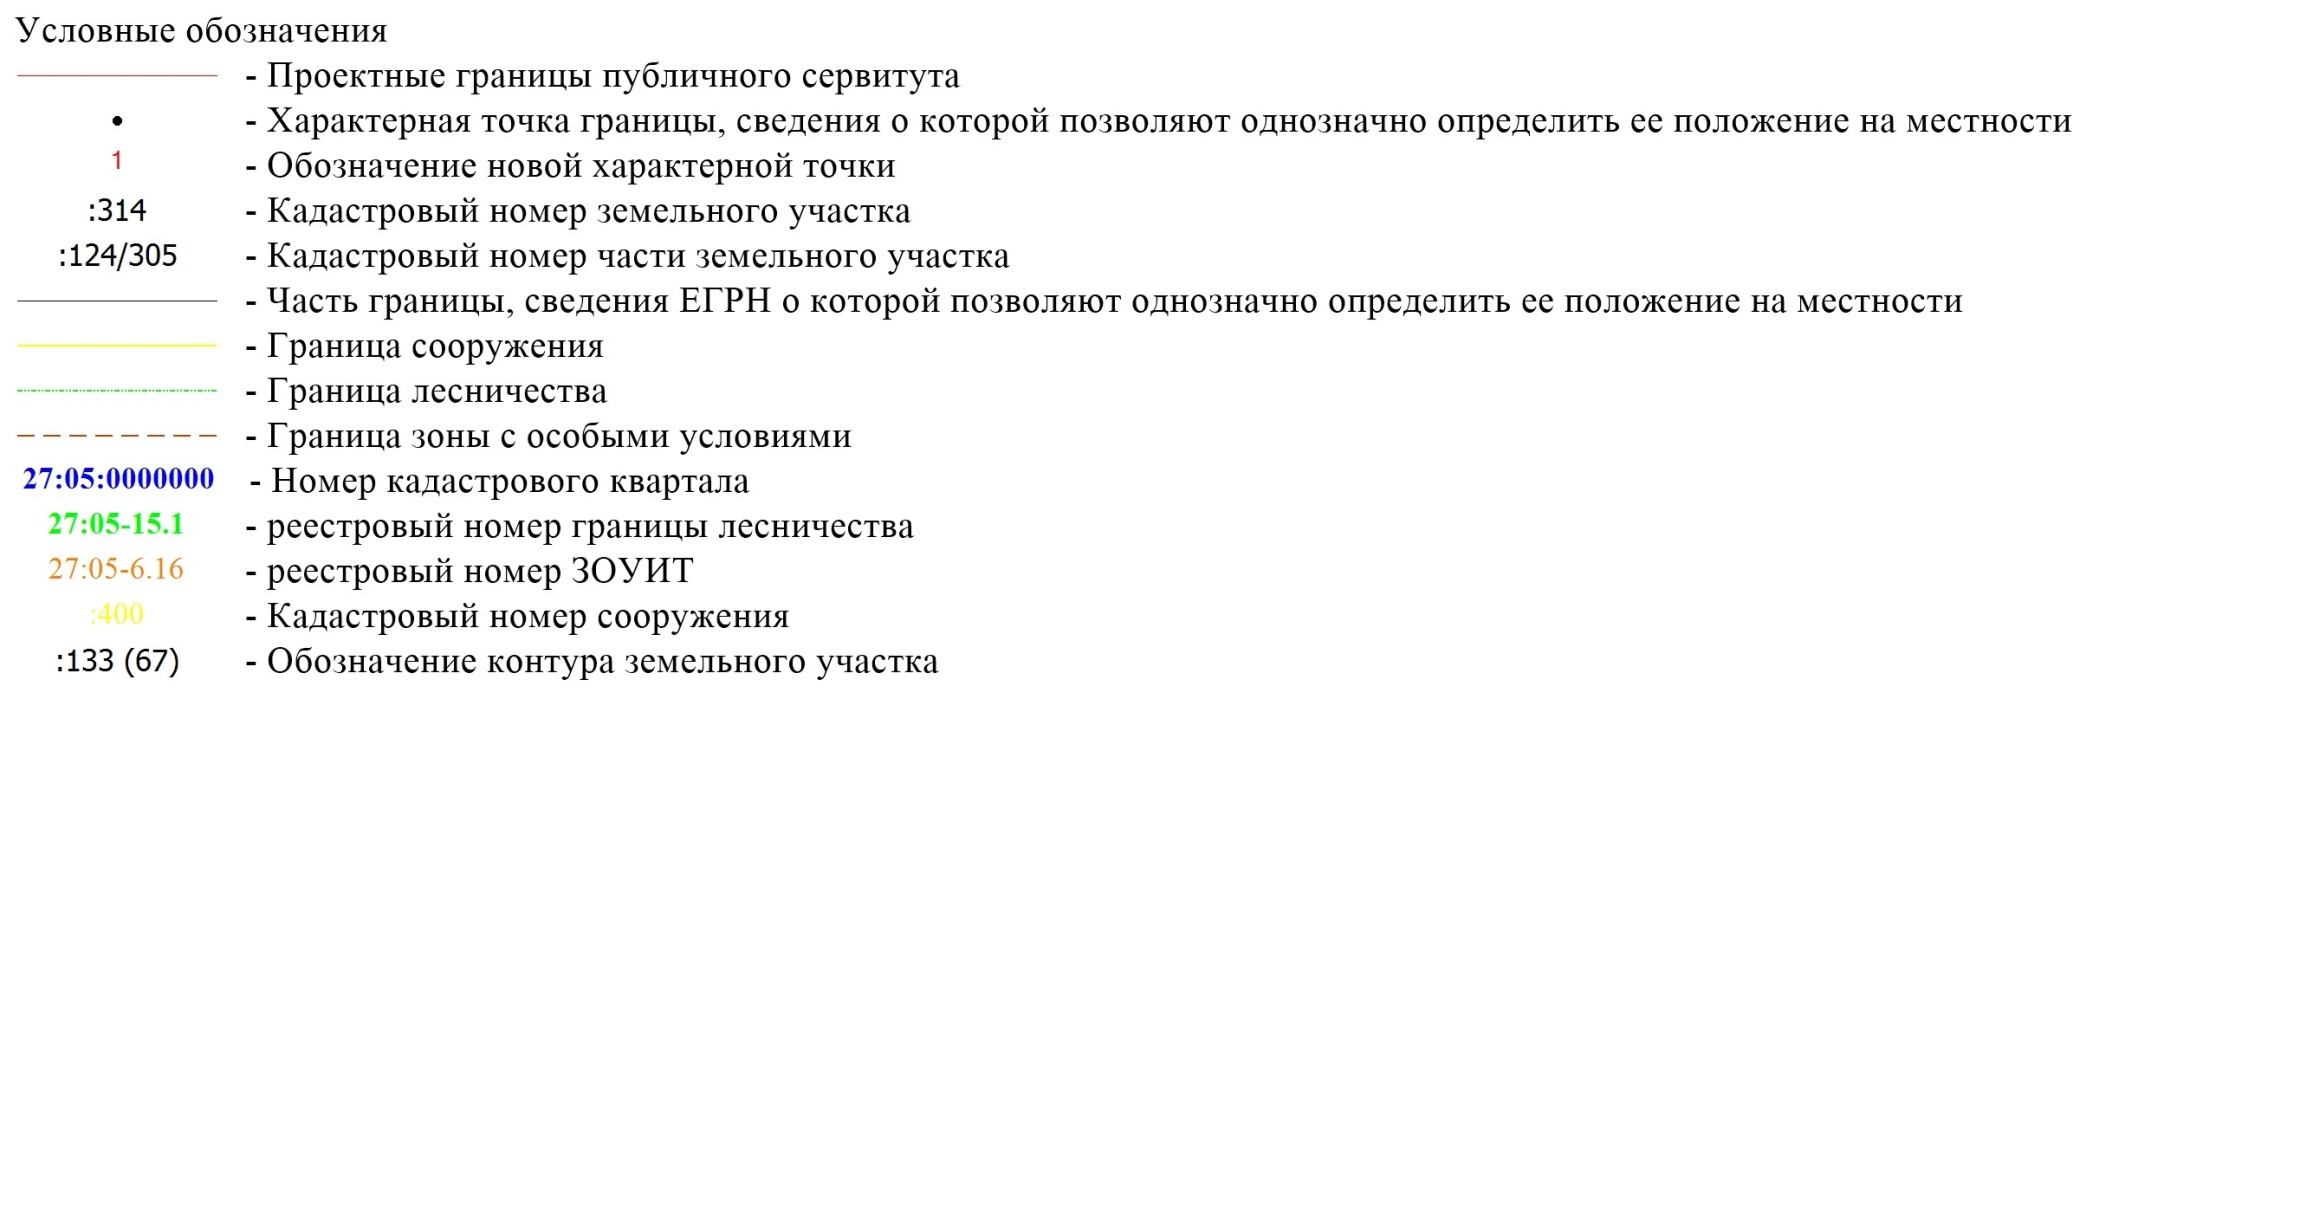 Условные обозначения
- Проектные границы публичного сервитута
- Характерная точка границы, сведения о которой позволяют однозначно определить ее положение на местности
1 - Обозначение новой характерной точки
:314 - Кадастровый номер земельного участка
:124/305 - Кадастровый номер части земельного участка
- Часть границы, сведения ЕГРН о которой позволяют однозначно определить ее положение на местности
- Граница сооружения
- Граница лесничества
- Граница зоны с особыми условиями
27:05:0000000 - Номер кадастрового квартала
27:05-15.1 - реестровый номер границы лесничества
27:05-6.16 - реестровый номер ЗОУИТ
:400 - Кадастровый номер сооружения
:133 (67) - Обозначение контура земельного участка